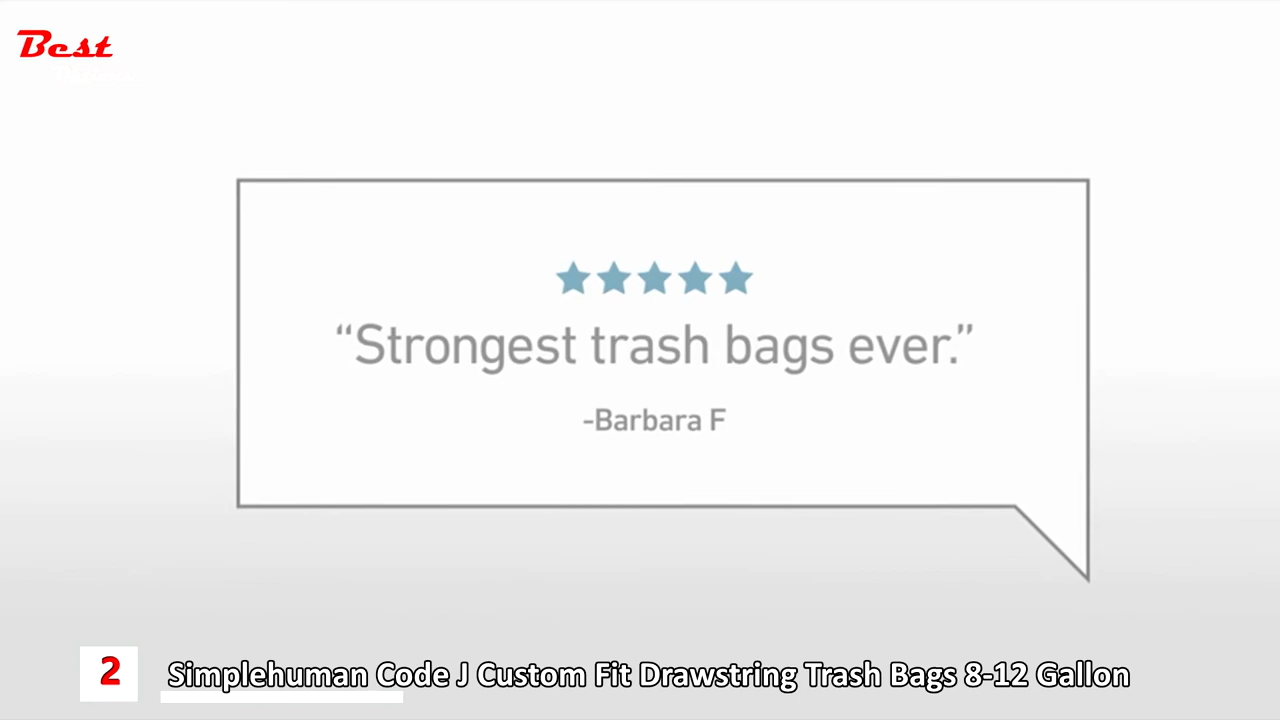 Best
“Strongest trash bags ever.”
-Barbara F
2
Simplehuman Code J Custom Fit Drawstring Trash Bags 8-12 Gallon